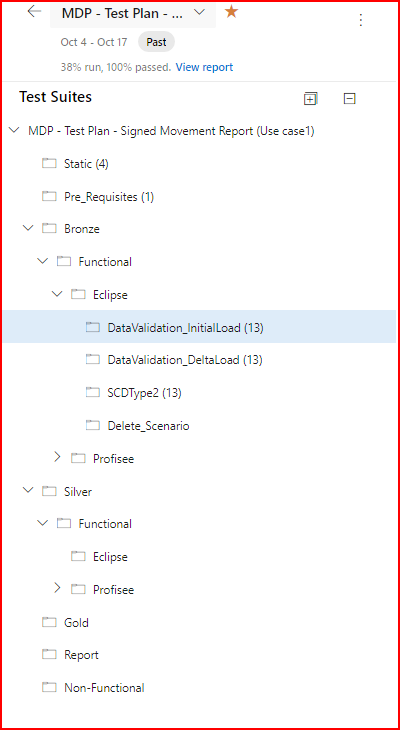 MDP - Test Plan - ...
Oct 4 - Oct 17 Past
38% run, 100% passed. View report
Test Suites
MDP - Test Plan - Signed Movement Report (Use case1)
Static (4)
Pre_Requisites (1)
Bronze
Functional
Eclipse
DataValidation_InitialLoad (13)
DataValidation_DeltaLoad (13)
SCDType2 (13)
Delete_Scenario
Profisee
Silver
Functional
Eclipse
Profisee
Gold
Report
Non-Functional